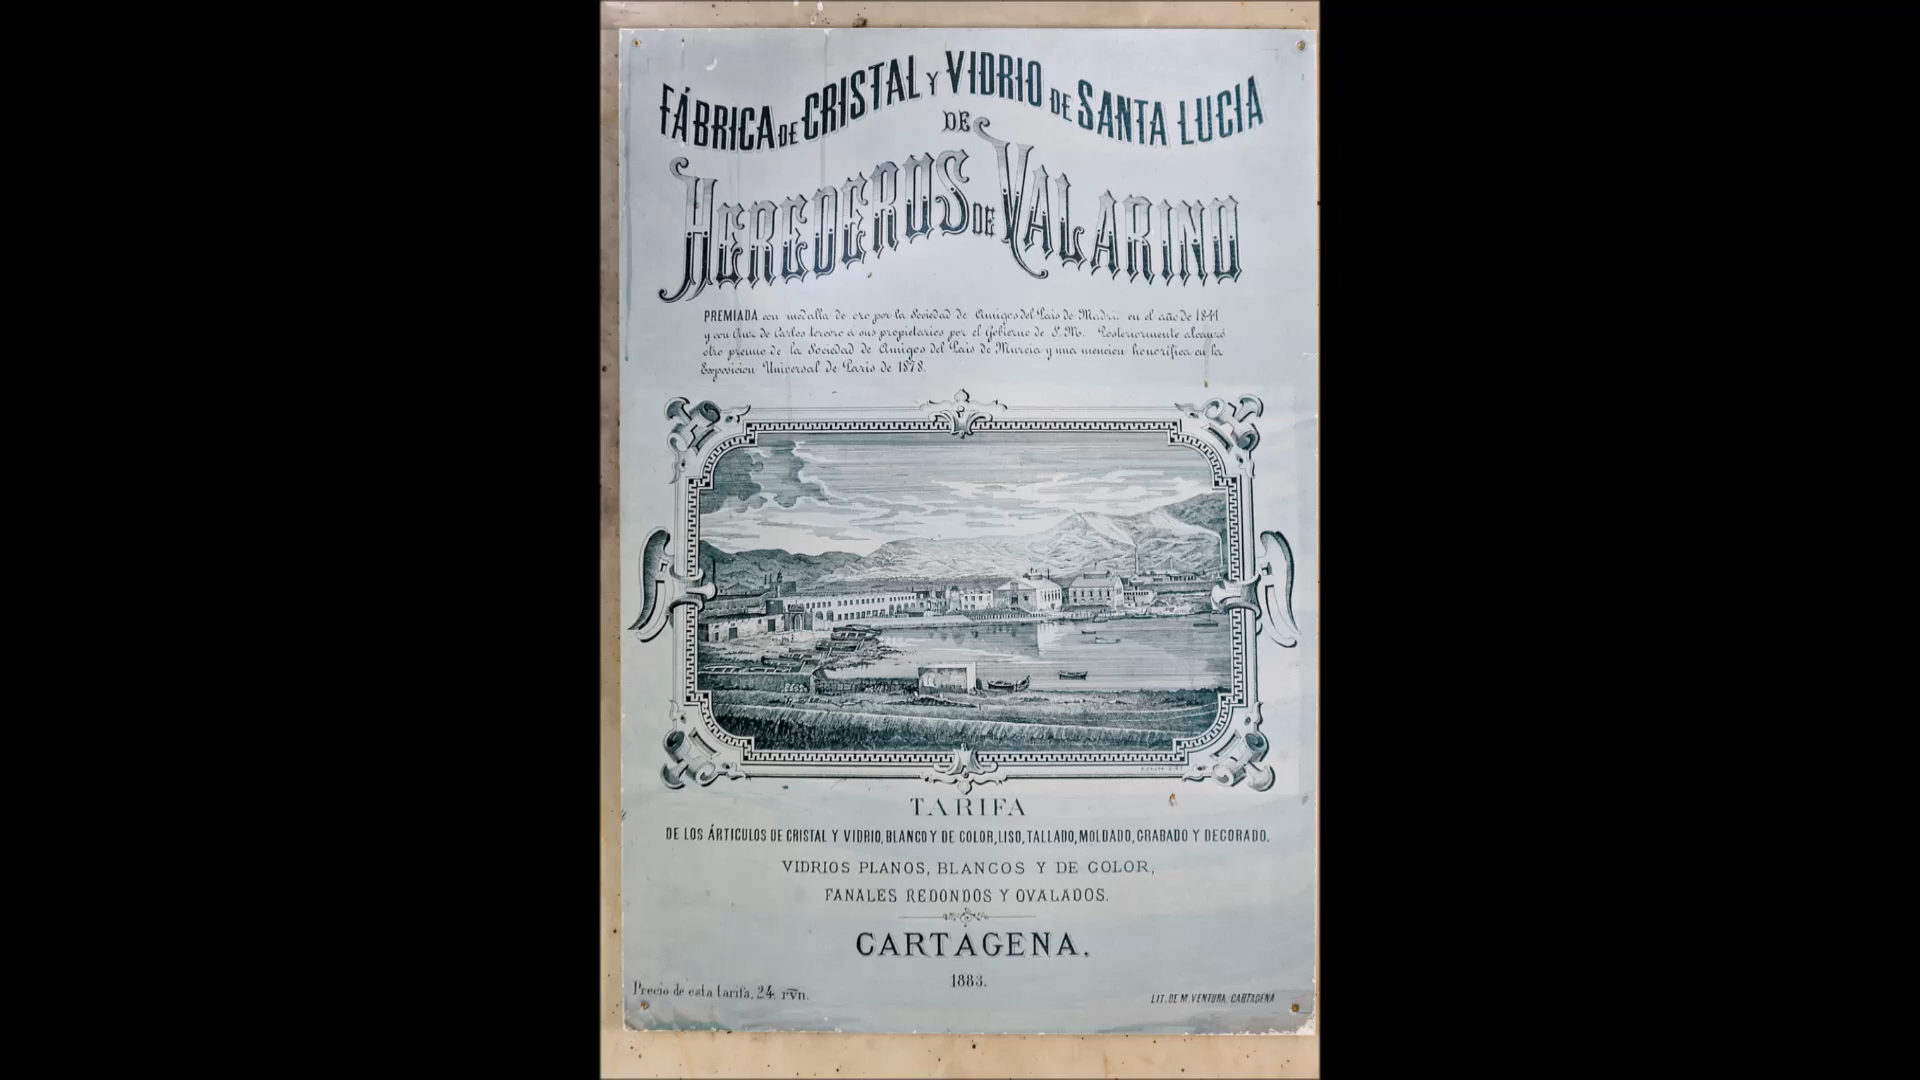 FÁBRICA DE CRISTAL Y VIDRIO DE SANTA LUCIA
DE
HEREDEROS DE VALARINO
PREMIADA con medalla de oro por la Sociedad de Amigos del Pais de Madrid en el año de 1841
y con Cruz de Carlos tercero á sus propietarios por el Gobierno de S. M. Posteriormente alcanzó
otro premio de la Sociedad de Amigos del Pais de Murcia y una mencion honorifica en la
Exposicion Universal de Paris de 1878.
TARIFA
DE LOS ÁRTICULOS DE CRISTAL Y VIDRIO, BLANCO Y DE COLOR, LISO, TALLADO, MOLDADO, GRABADO Y DECORADO.
VIDRIOS PLANOS, BLANCOS Y DE COLOR,
FANALES REDONDOS Y OVALADOS.
CARTAGENA.
1883.
Precio de esta tarifa, 24 rvn.
LIT. DE M. VENTURA. CARTAGENA